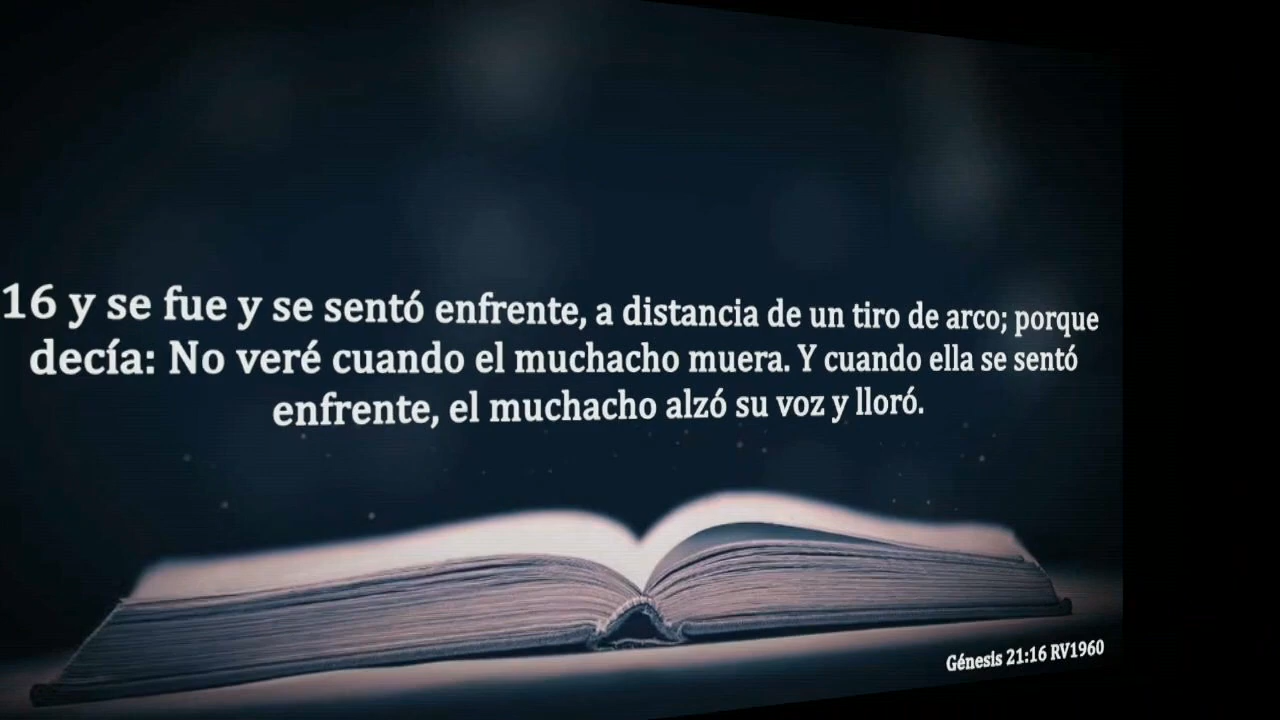 16 y se fue y se sentó enfrente, a distancia de un tiro de arco; porque
decía: No veré cuando el muchacho muera. Y cuando ella se sentó
enfrente, el muchacho alzó su voz y lloró.
Génesis 21:16 RV1960